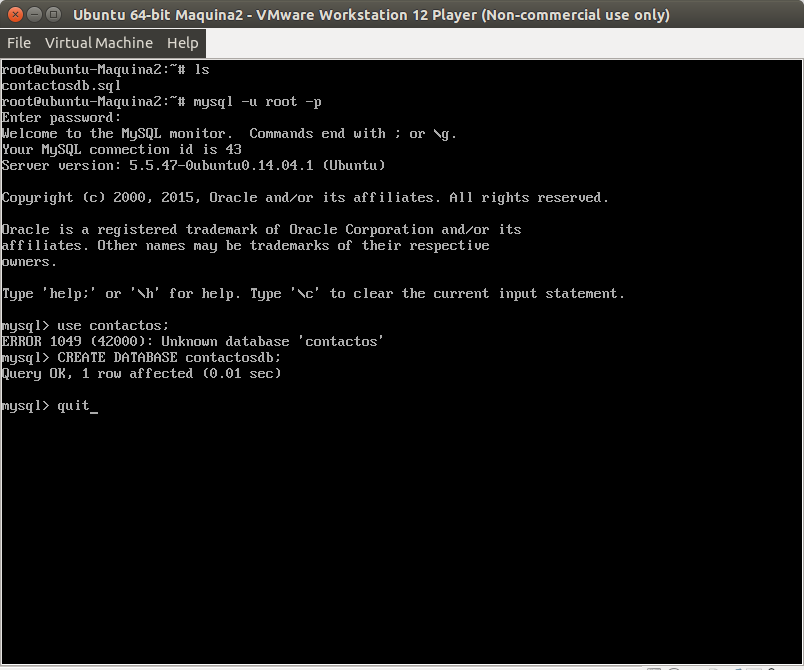 Ubuntu 64-bit Maquina2 - VMware Workstation 12 Player (Non-commercial use only)
File Virtual Machine Help
root@ubuntu-Maquina2:~# ls
contactosdb.sql
root@ubuntu-Maquina2:~# mysql -u root -p
Enter password:
Welcome to the MySQL monitor.  Commands end with ; or \g.
Your MySQL connection id is 43
Server version: 5.5.47-0ubuntu0.14.04.1 (Ubuntu)
Copyright (c) 2000, 2015, Oracle and/or its affiliates. All rights reserved.
Oracle is a registered trademark of Oracle Corporation and/or its
affiliates. Other names may be trademarks of their respective
owners.
Type 'help;' or '\h' for help. Type '\c' to clear the current input statement.
mysql> use contactos;
ERROR 1049 (42000): Unknown database 'contactos'
mysql> CREATE DATABASE contactosdb;
Query OK, 1 row affected (0.01 sec)
mysql> quit_